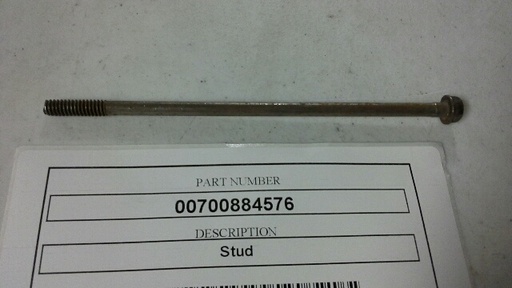 PART NUMBER
00700884576
DESCRIPTION
Stud